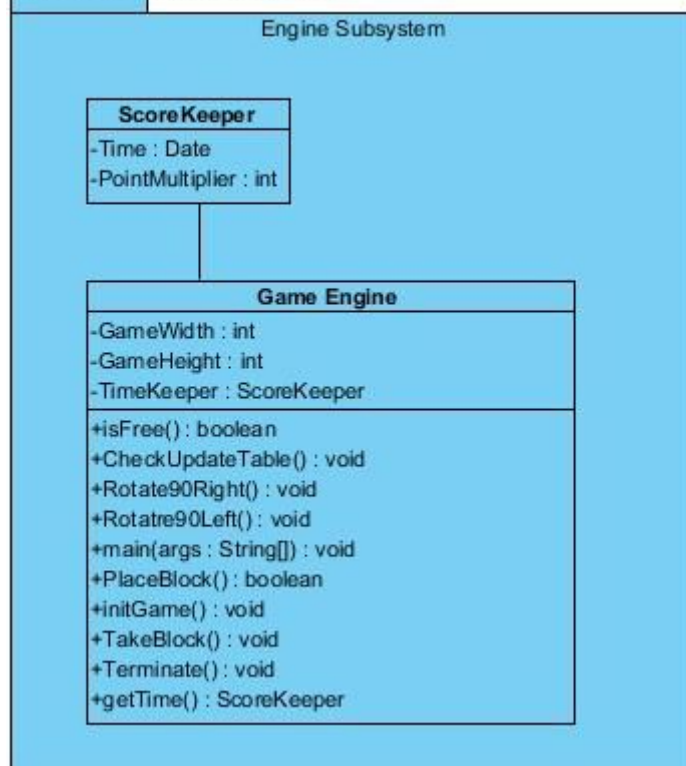 Engine Subsystem
ScoreKeeper
-Time : Date
-PointMultiplier : int
Game Engine
-GameWidth : int
-GameHeight : int
-TimeKeeper : ScoreKeeper
+isFree() : boolean
+CheckUpdateTable() : void
+Rotate90Right() : void
+Rotatre90Left() : void
+main(args : String[]) : void
+PlaceBlock() : boolean
+initGame() : void
+TakeBlock() : void
+Terminate() : void
+getTime() : ScoreKeeper